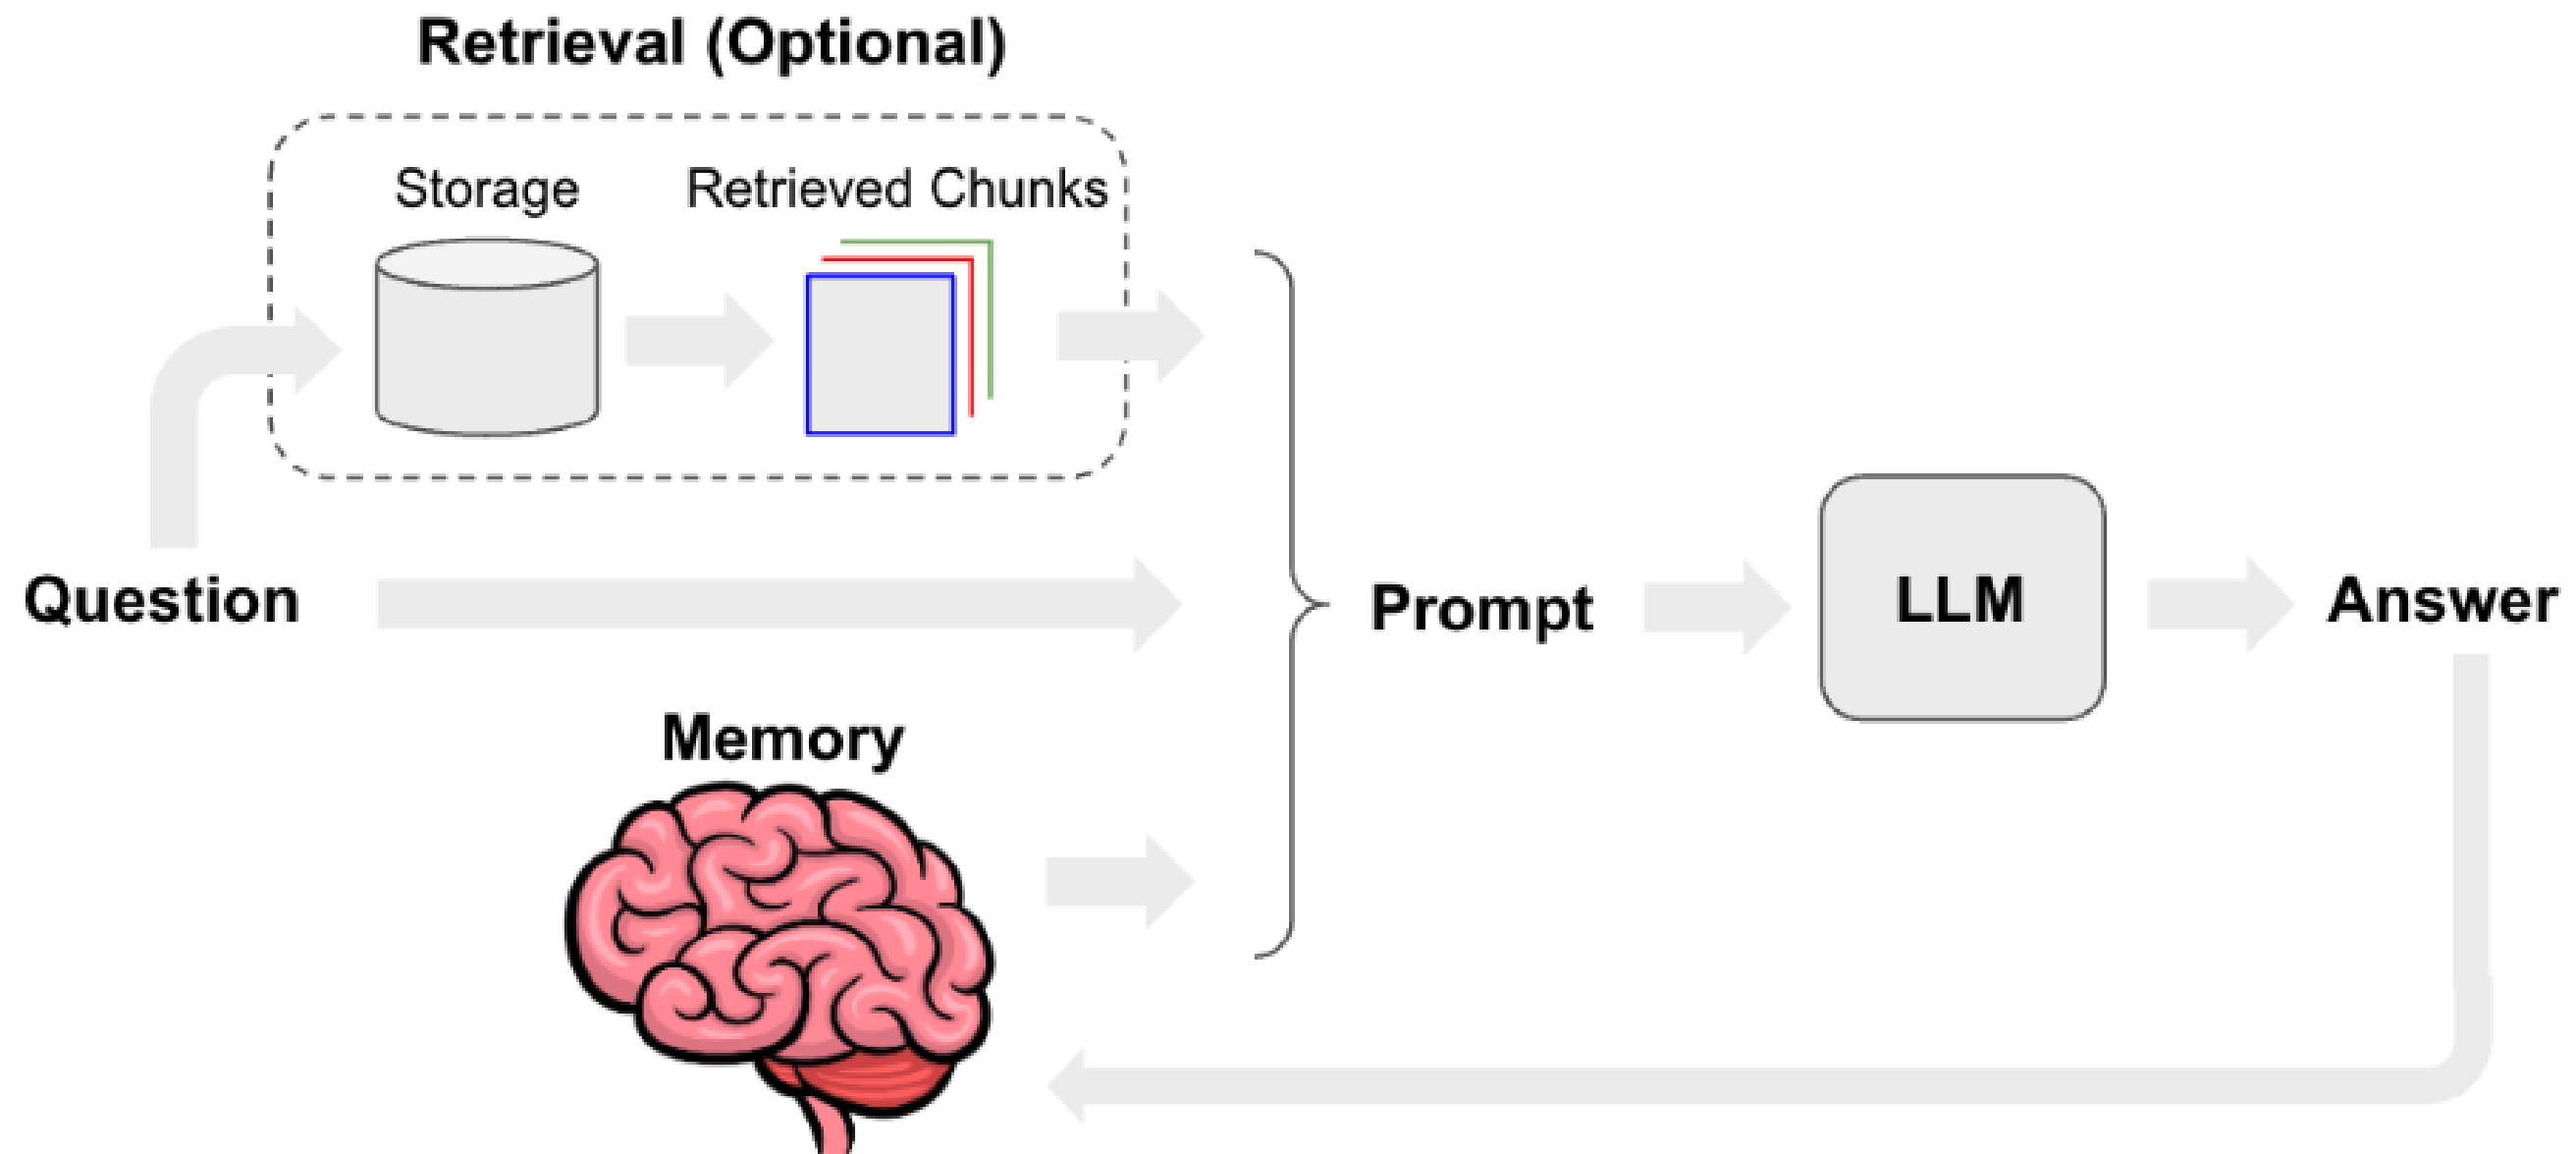 Retrieval (Optional)
Storage
Retrieved Chunks
Question
Prompt
LLM
Answer
Memory